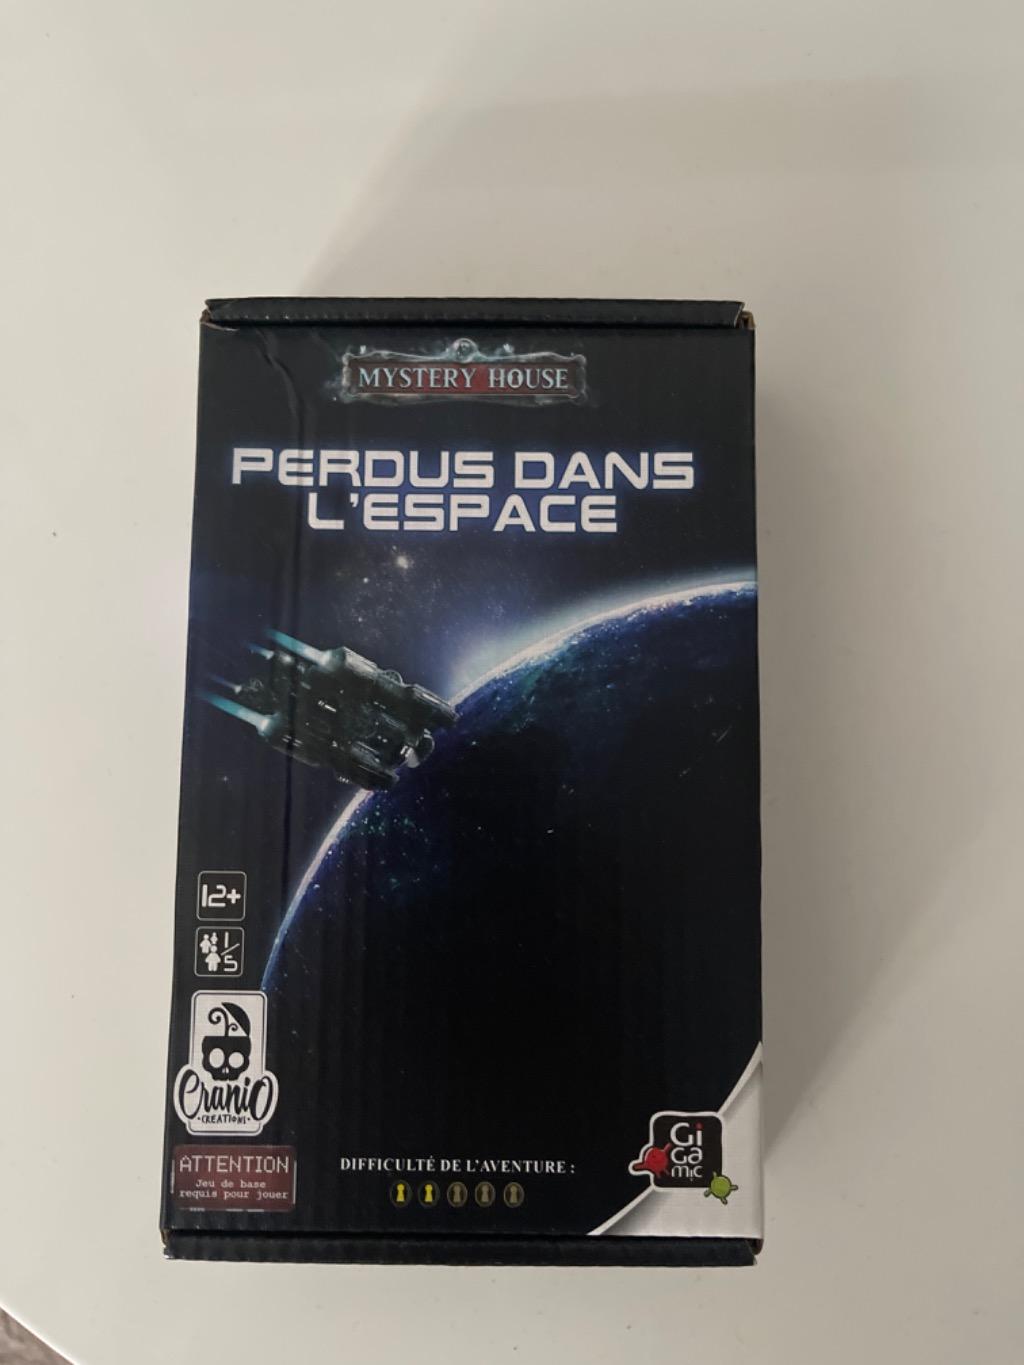 MYSTERY HOUSE
PERDUS DANS
L'ESPACE
12+
1/5
CraniO
•CREATIONS•
ATTENTION
Jeu de base
requis pour jouer
DIFFICULTÉ DE L'AVENTURE :
Gi
Ga
mic